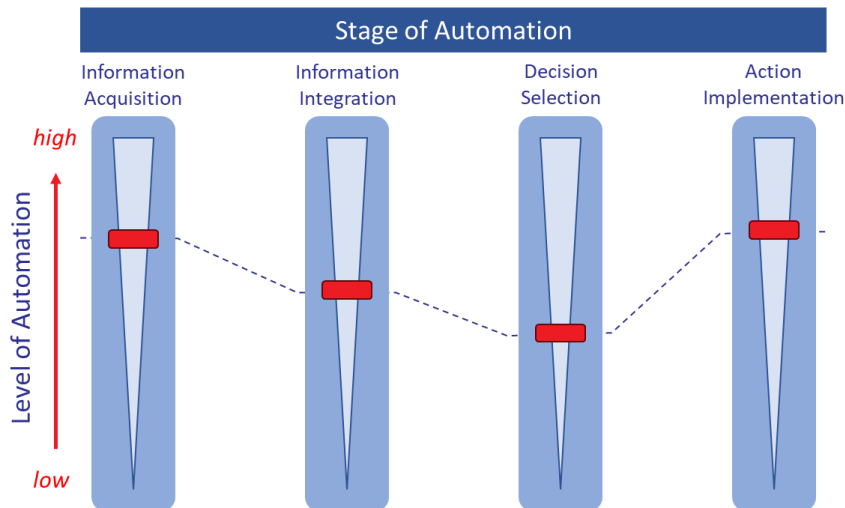 Stage of Automation
Information
Acquisition
Information
Integration
Decision
Selection
Action
Implementation
high
Level of Automation
low